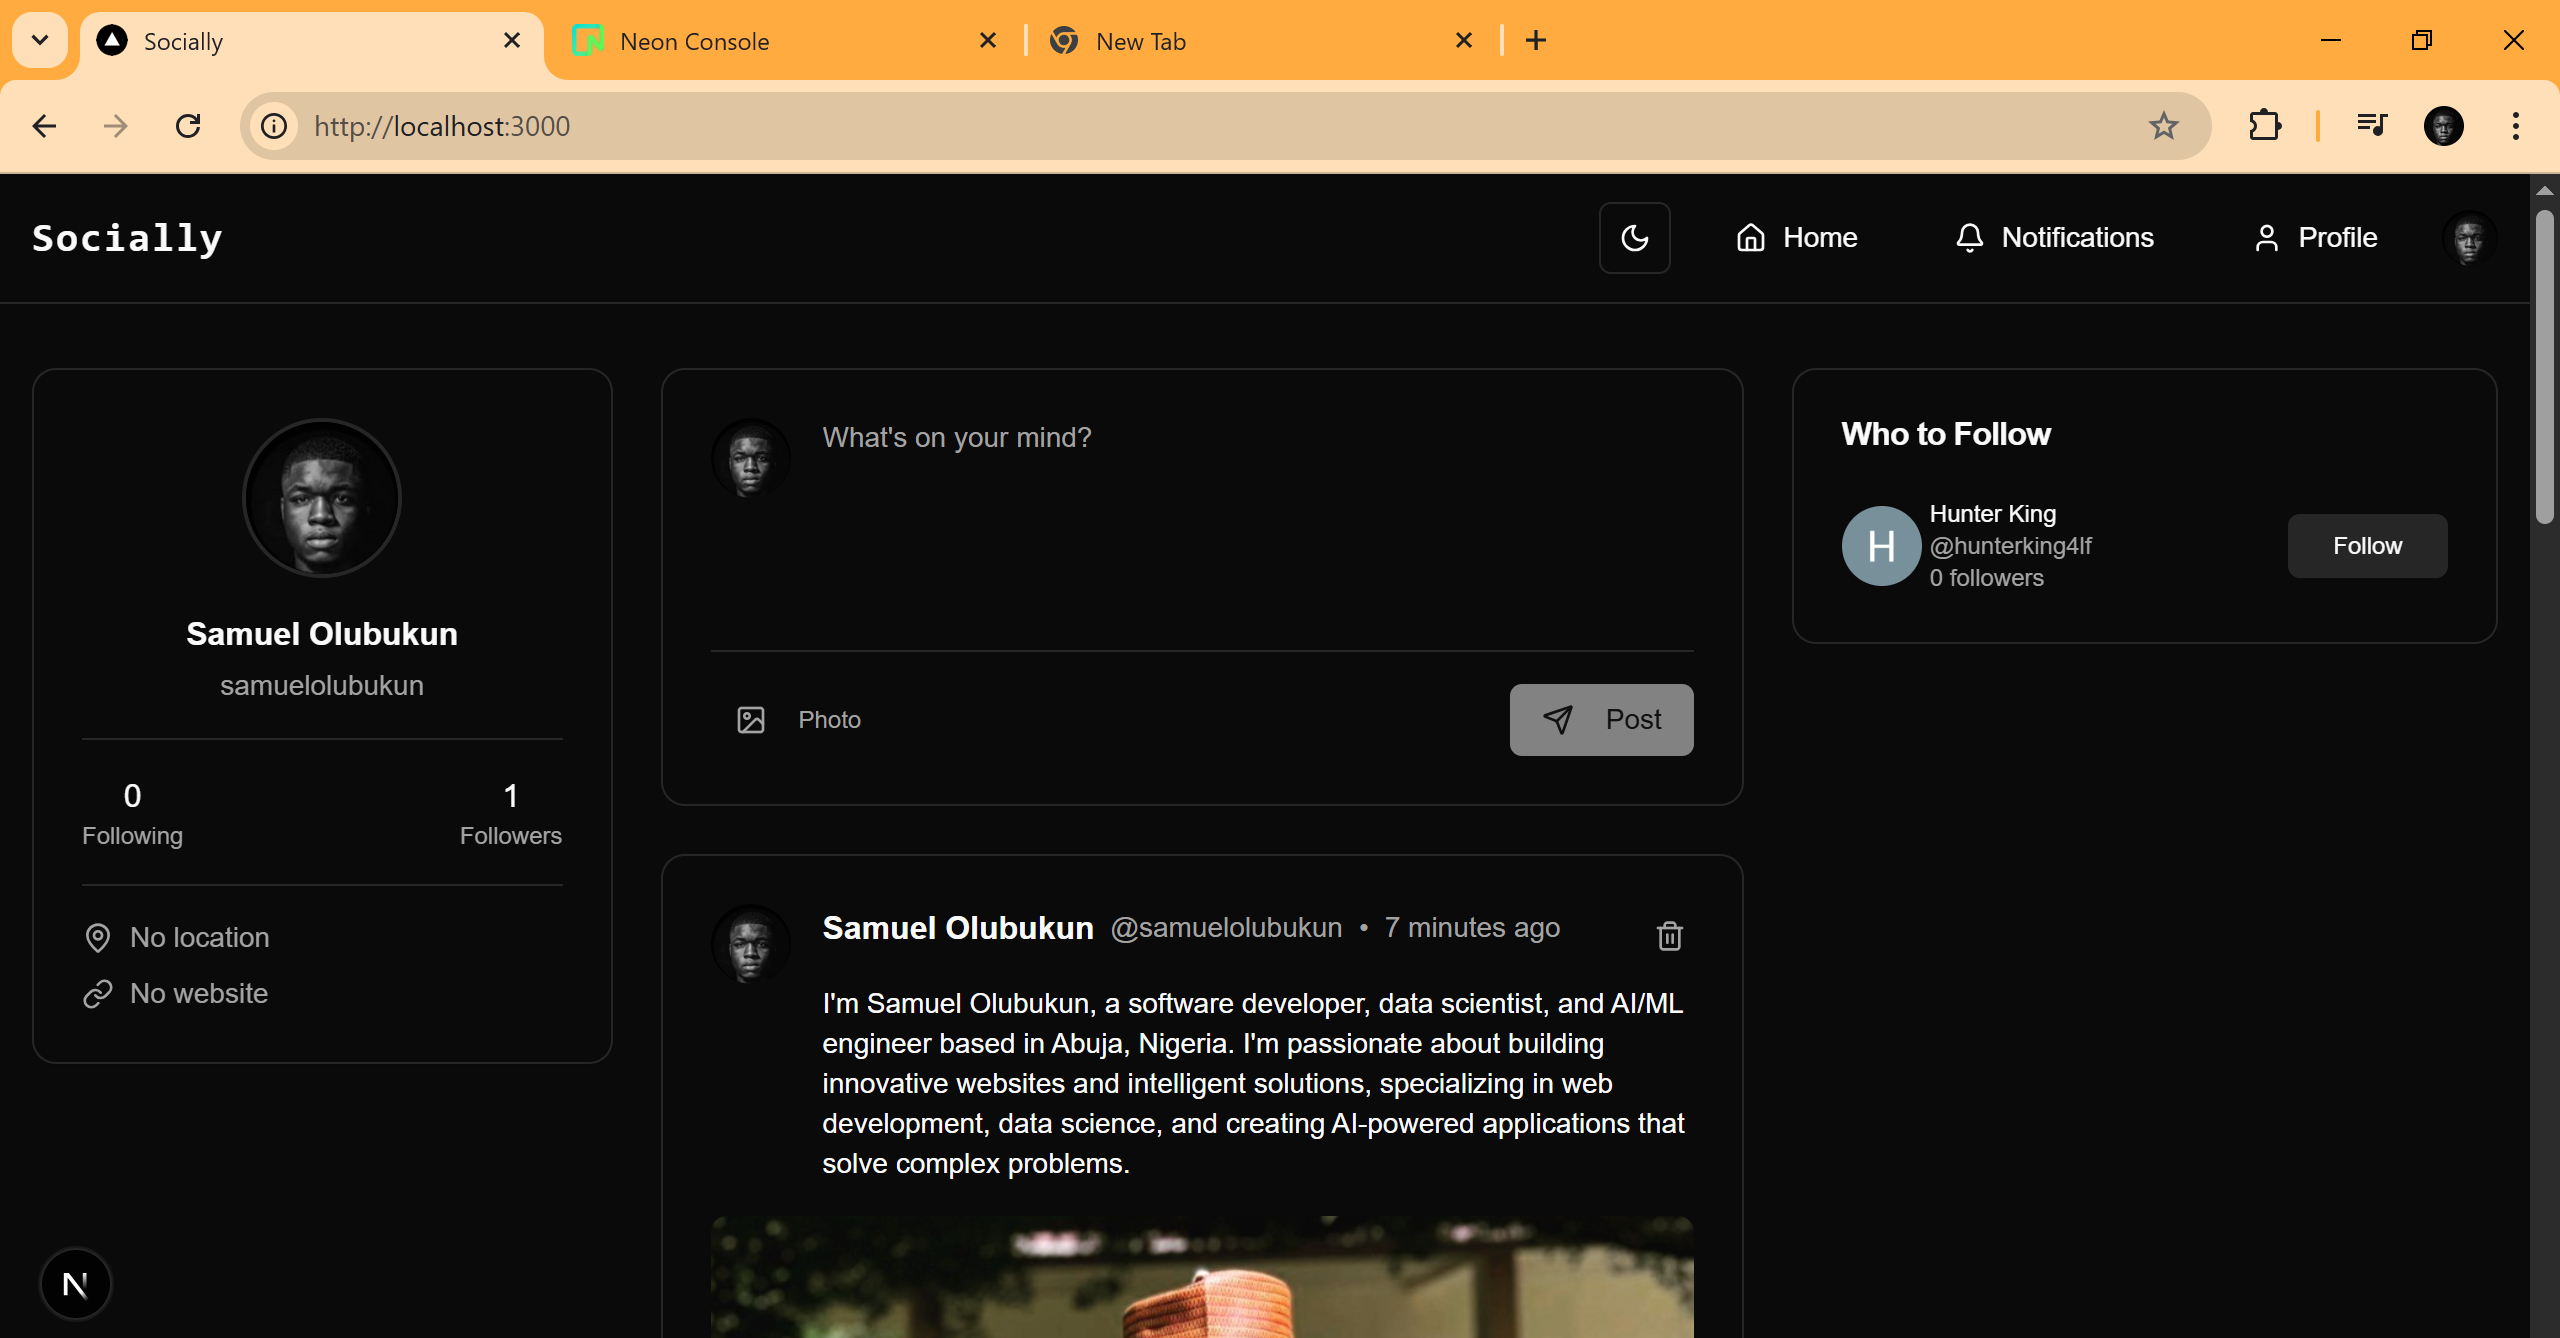 Socially
Neon Console
New Tab
http://localhost:3000
Socially
Home
Notifications
Profile
Samuel Olubukun
samuelolubukun
0
Following
1
Followers
No location
No website
What's on your mind?
Photo
Post
Samuel Olubukun @samuelolubukun • 7 minutes ago
I'm Samuel Olubukun, a software developer, data scientist, and AI/ML
engineer based in Abuja, Nigeria. I'm passionate about building
innovative websites and intelligent solutions, specializing in web
development, data science, and creating AI-powered applications that
solve complex problems.
Who to Follow
H
Hunter King
@hunterking4lf
0 followers
Follow
N